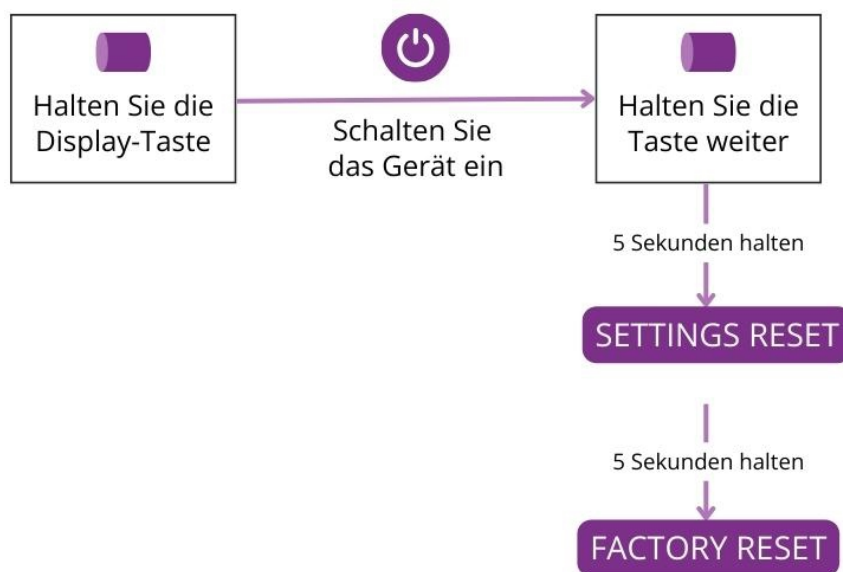 Halten Sie die
Display-Taste
Schalten Sie
das Gerät ein
Halten Sie die
Taste weiter
5 Sekunden halten
SETTINGS RESET
5 Sekunden halten
FACTORY RESET